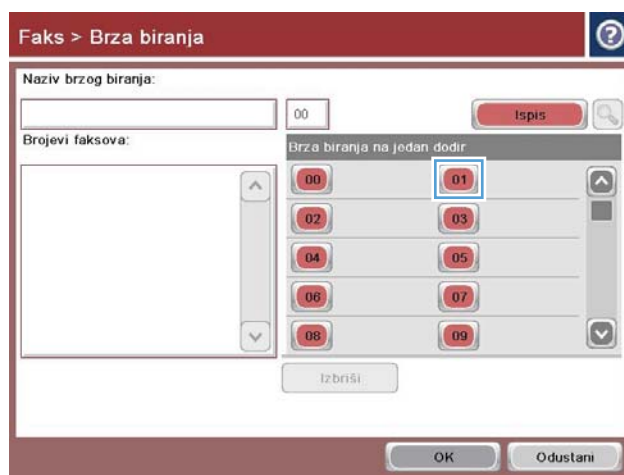 Faks > Brza biranja
?
Naziv brzog biranja:
00
Ispis
Brojevi faksova:
Brza biranja na jedan dodir
00
01
02
03
04
05
06
07
08
09
Izbriši
OK
Odustani